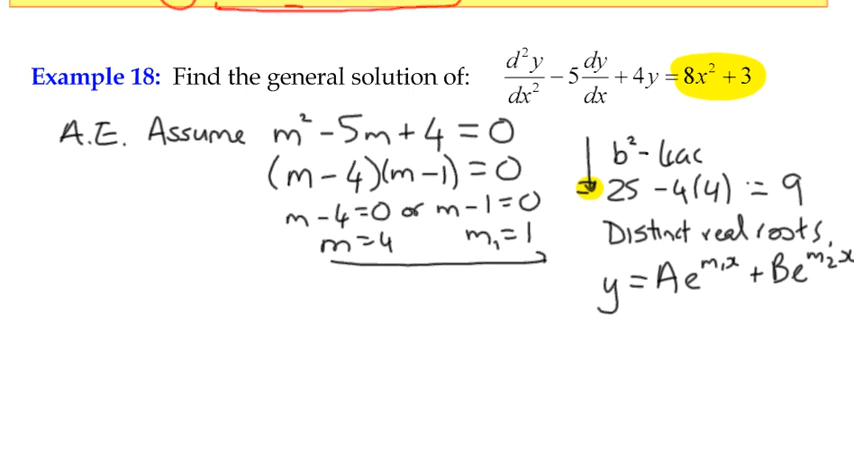 Example 18: Find the general solution of: d²y/dx² − 5 dy/dx + 4y = 8x² + 3
A.E. Assume m² - 5m + 4 = 0
(m - 4)(m - 1) = 0
m - 4 = 0 or m - 1 = 0
m = 4 m₁ = 1
b² - 4ac
25 - 4(4) = 9
Distinct real roots,
y = Ae^{m₁x} + Be^{m₂x}